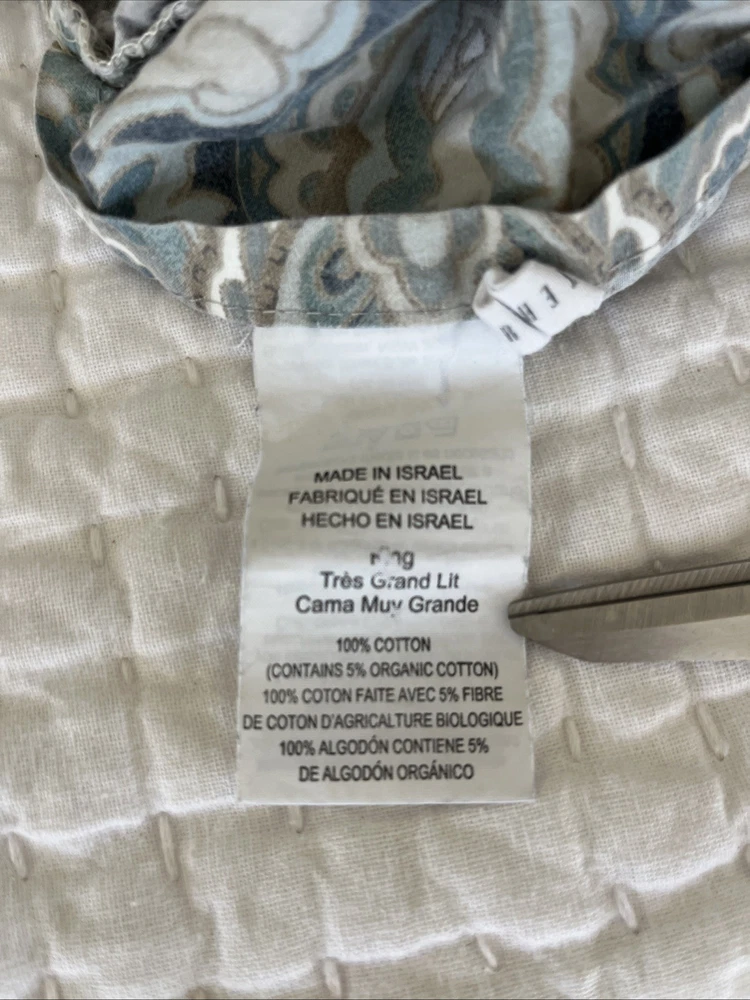 MADE IN ISRAEL
FABRIQUÉ EN ISRAEL
HECHO EN ISRAEL
Très Grand Lit
Cama Muy Grande
100% COTTON
(CONTAINS 5% ORGANIC COTTON)
100% COTON FAITE AVEC 5% FIBRE
DE COTON D'AGRICALTURE BIOLOGIQUE
100% ALGODÓN CONTIENE 5%
DE ALGODÓN ORGÁNICO